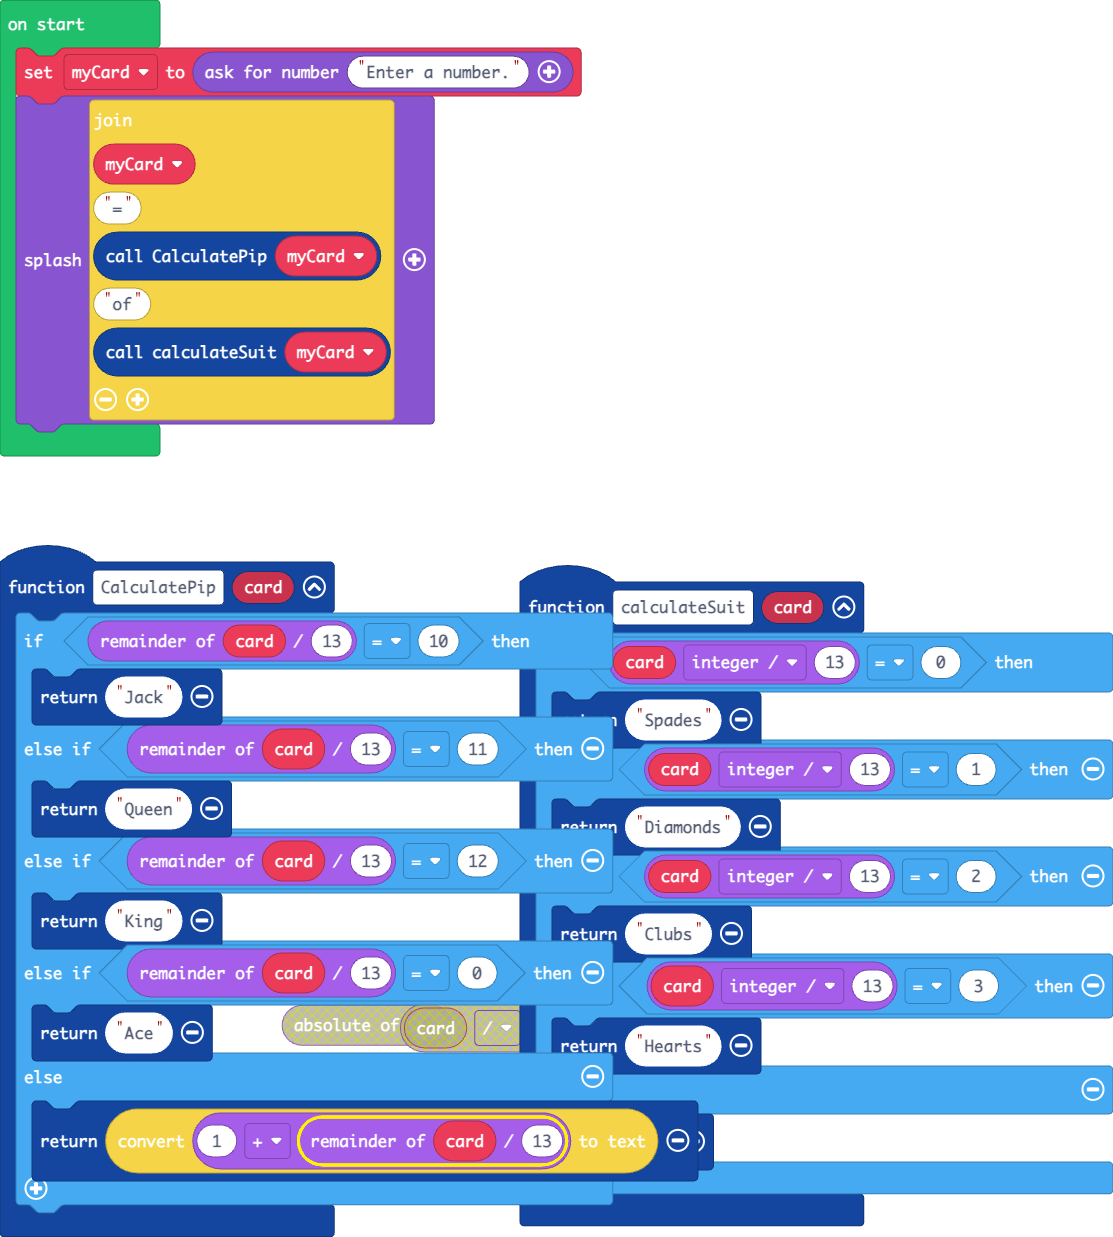 on start
set myCard to ask for number "Enter a number."
join
myCard
"="
splash call CalculatePip myCard
"of"
call calculateSuit myCard
function CalculatePip card
if remainder of card / 13 = 10 then
return "Jack"
else if remainder of card / 13 = 11 then
return "Queen"
else if remainder of card / 13 = 12 then
return "King"
else if remainder of card / 13 = 0 then
return "Ace"
absolute of card /
else
return convert 1 + remainder of card / 13 to text
function calculateSuit card
card integer / 13 = 0 then
"Spades"
card integer / 13 = 1 then
return "Diamonds"
card integer / 13 = 2 then
return "Clubs"
card integer / 13 = 3 then
return "Hearts"